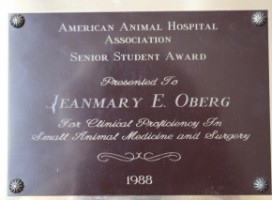 AMERICAN ANIMAL HOSPITAL
ASSOCIATION
SENIOR STUDENT AWARD
Presented To
JEANMARY E. OBERG
For Clinical Proficiency In
Small Animal Medicine and Surgery
1988